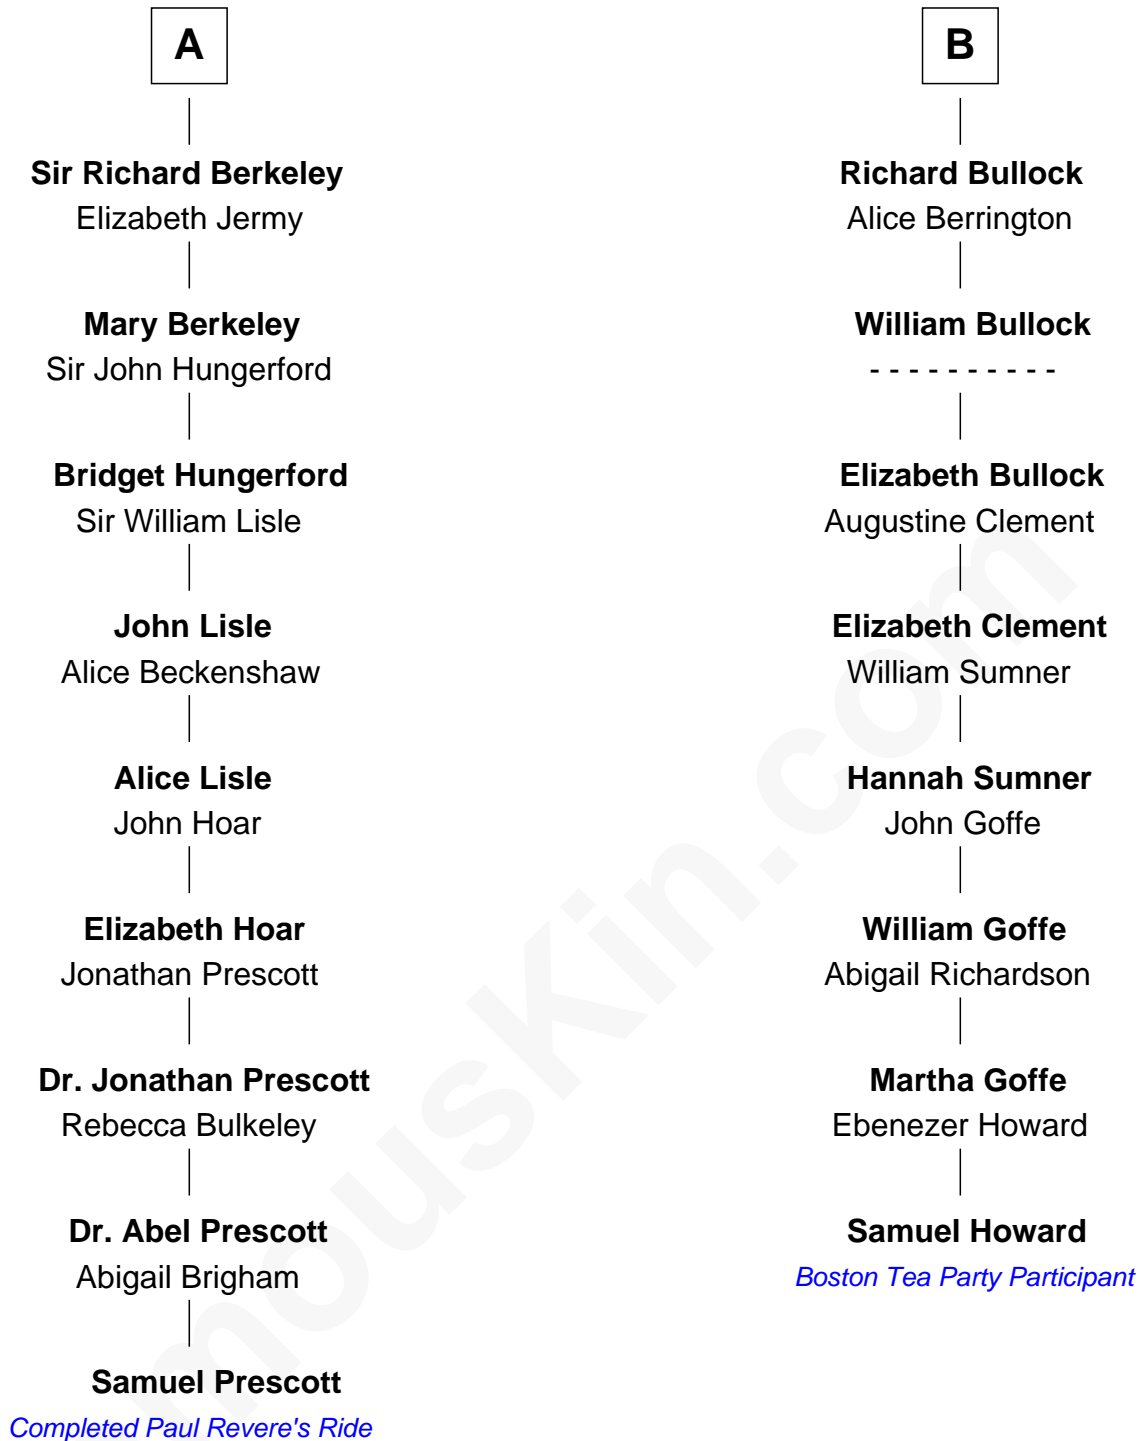 A
Sir Richard Berkeley
Elizabeth Jermy
Mary Berkeley
Sir John Hungerford
Bridget Hungerford
Sir William Lisle
John Lisle
Alice Beckenshaw
Alice Lisle
John Hoar
Elizabeth Hoar
Jonathan Prescott
Dr. Jonathan Prescott
Rebecca Bulkeley
Dr. Abel Prescott
Abigail Brigham
Samuel Prescott
Completed Paul Revere's Ride
B
Richard Bullock
Alice Berrington
William Bullock
- - - - - - - - - -
Elizabeth Bullock
Augustine Clement
Elizabeth Clement
William Sumner
Hannah Sumner
John Goffe
William Goffe
Abigail Richardson
Martha Goffe
Ebenezer Howard
Samuel Howard
Boston Tea Party Participant
mousKin.com